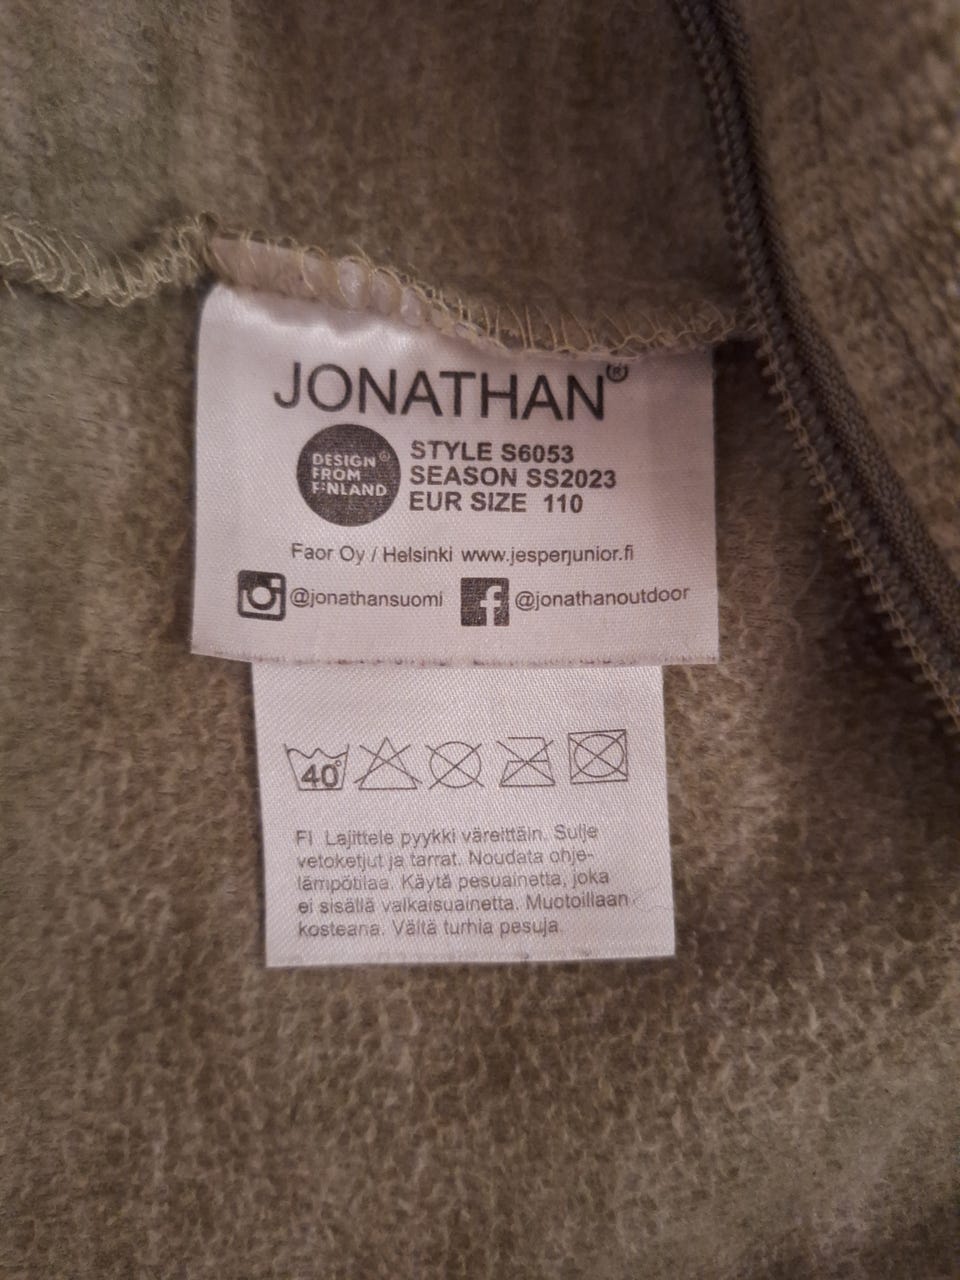 JONATHAN®
DESIGN®
FROM
FINLAND
STYLE S6053
SEASON SS2023
EUR SIZE 110
Faor Oy / Helsinki www.jesperjunior.fi
@jonathansuomi f @jonathanoutdoor
40°
FI Lajittele pyykki väreittäin. Sulje
vetoketjut ja tarrat. Noudata ohje-
lämpötilaa. Käytä pesuainetta, joka
ei sisällä valkaisuainetta. Muotoillaan
kosteana. Vältä turhia pesuja.